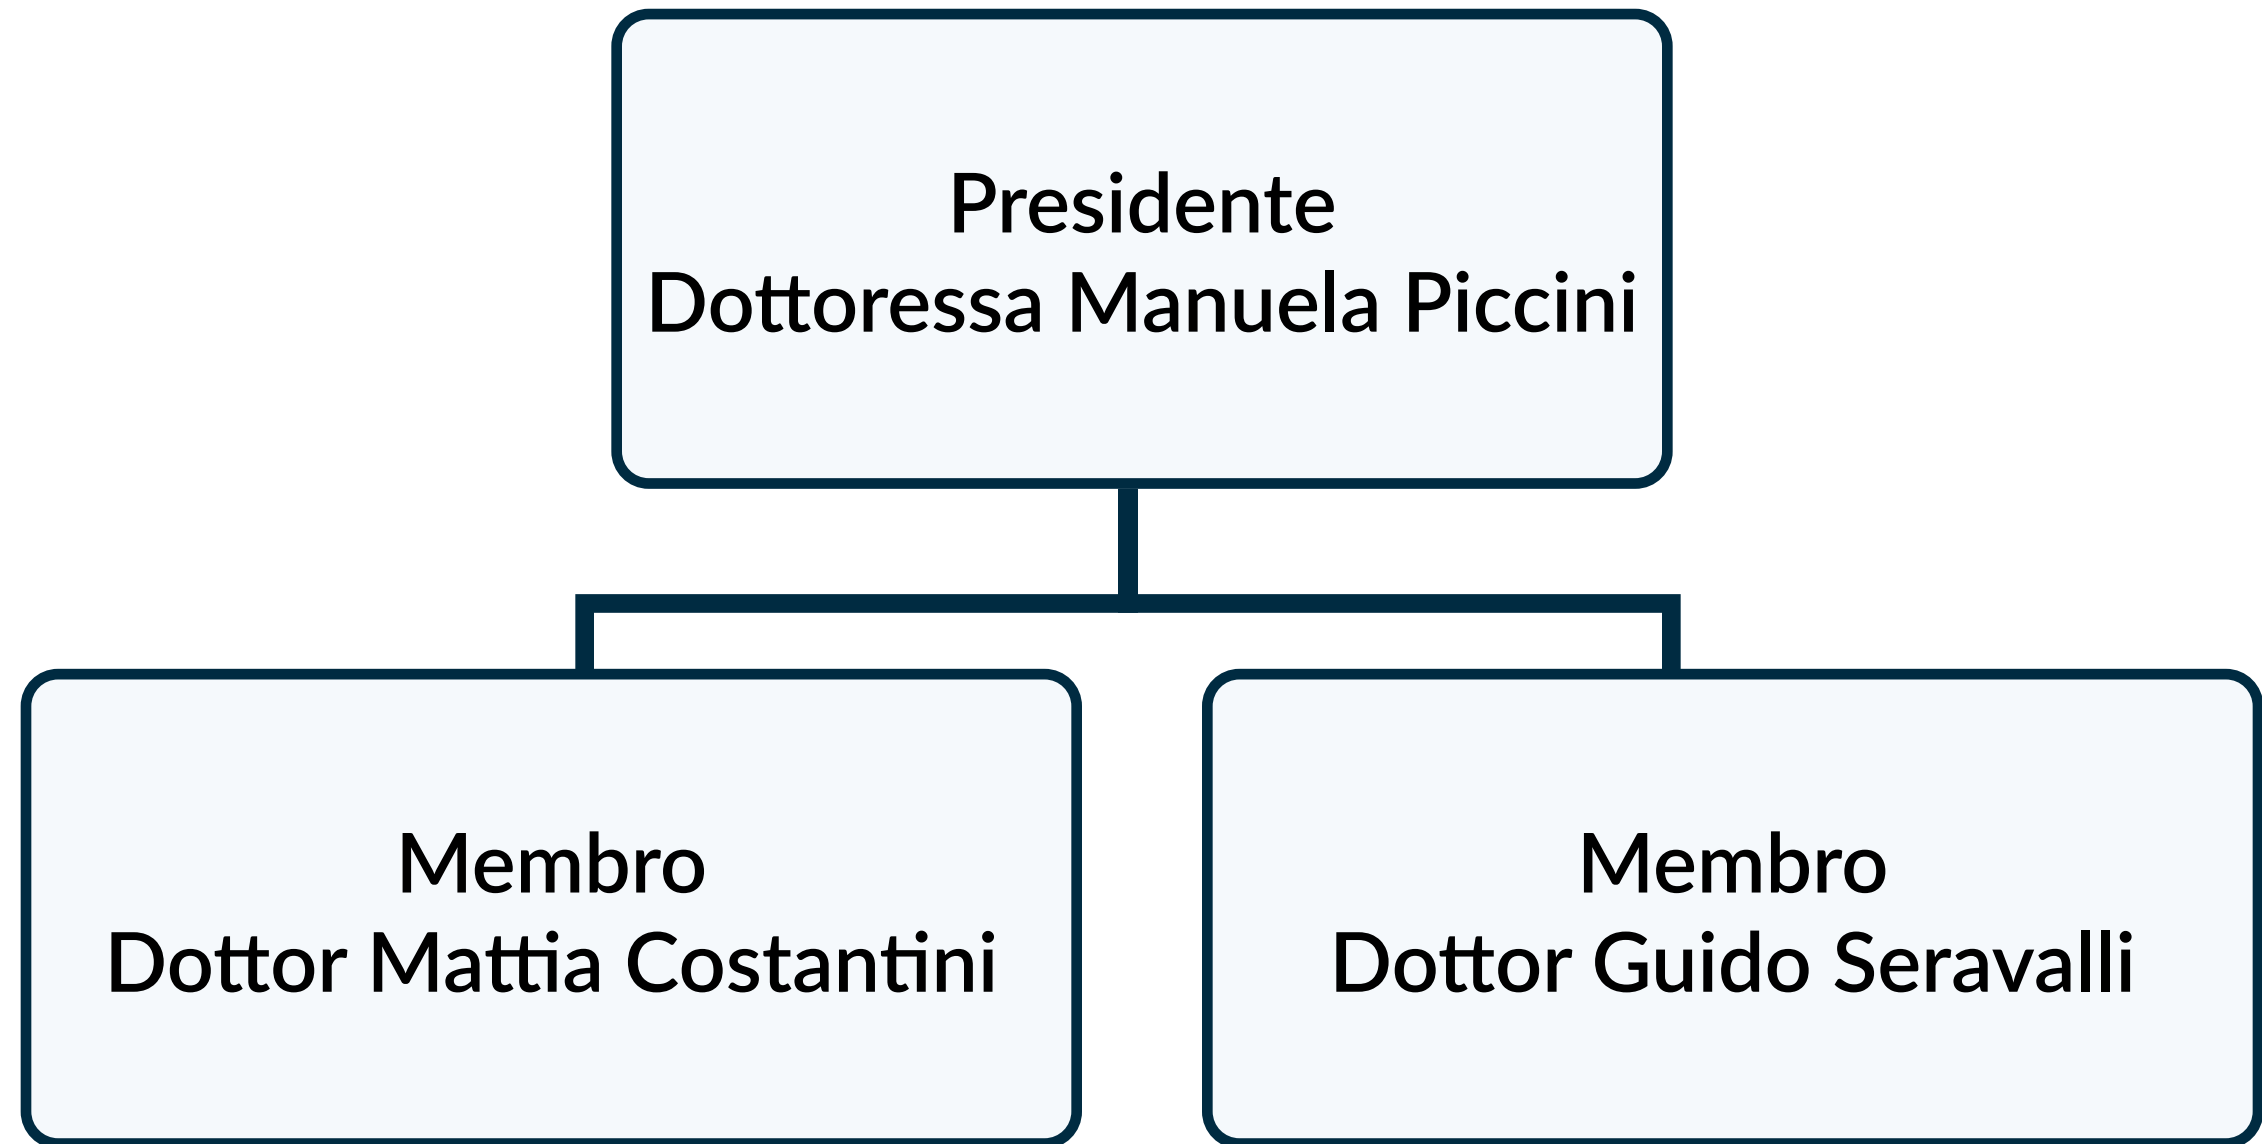 Presidente
Dottoressa Manuela Piccini
Membro
Dottor Mattia Costantini
Membro
Dottor Guido Seravalli